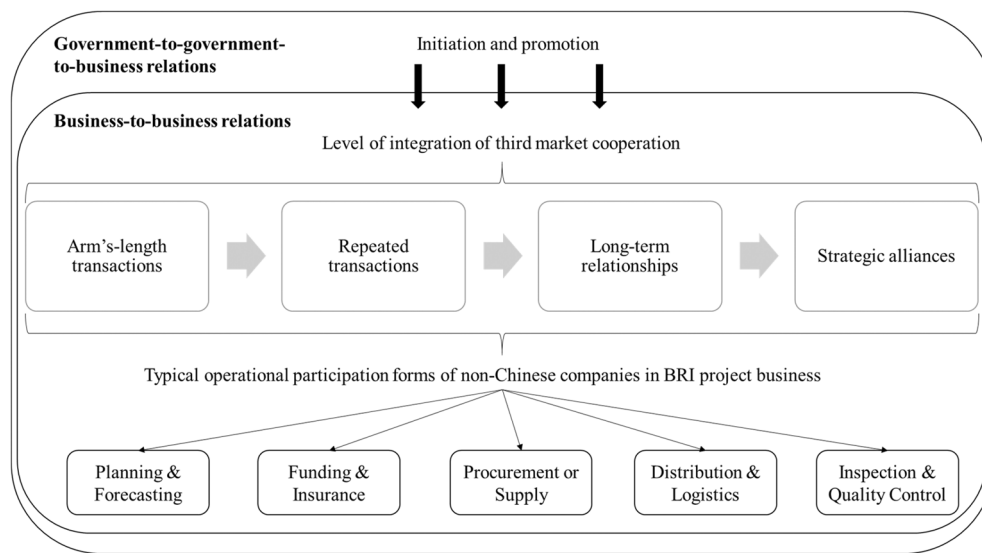 Government-to-government-
to-business relations
Initiation and promotion
Business-to-business relations
Level of integration of third market cooperation
Arm's-length
transactions
Repeated
transactions
Long-term
relationships
Strategic alliances
Typical operational participation forms of non-Chinese companies in BRI project business
Planning &
Forecasting
Funding &
Insurance
Procurement or
Supply
Distribution &
Logistics
Inspection &
Quality Control